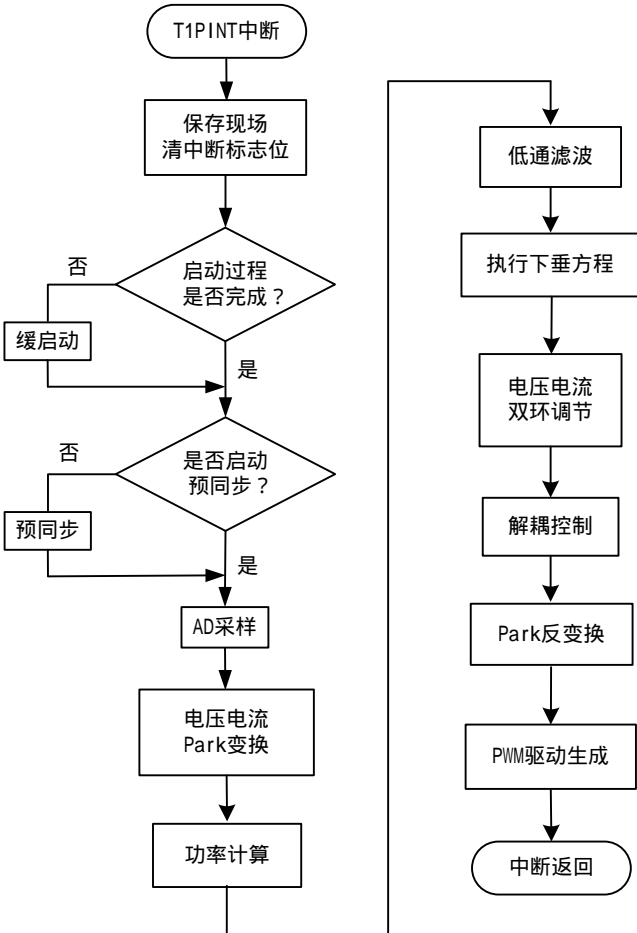 T1PINT中断
保存现场
清中断标志位
启动过程
是否完成？
否
缓启动
是
是否启动
预同步？
否
预同步
是
AD采样
电压电流
Park变换
功率计算
低通滤波
执行下垂方程
电压电流
双环调节
解耦控制
Park反变换
PWM驱动生成
中断返回